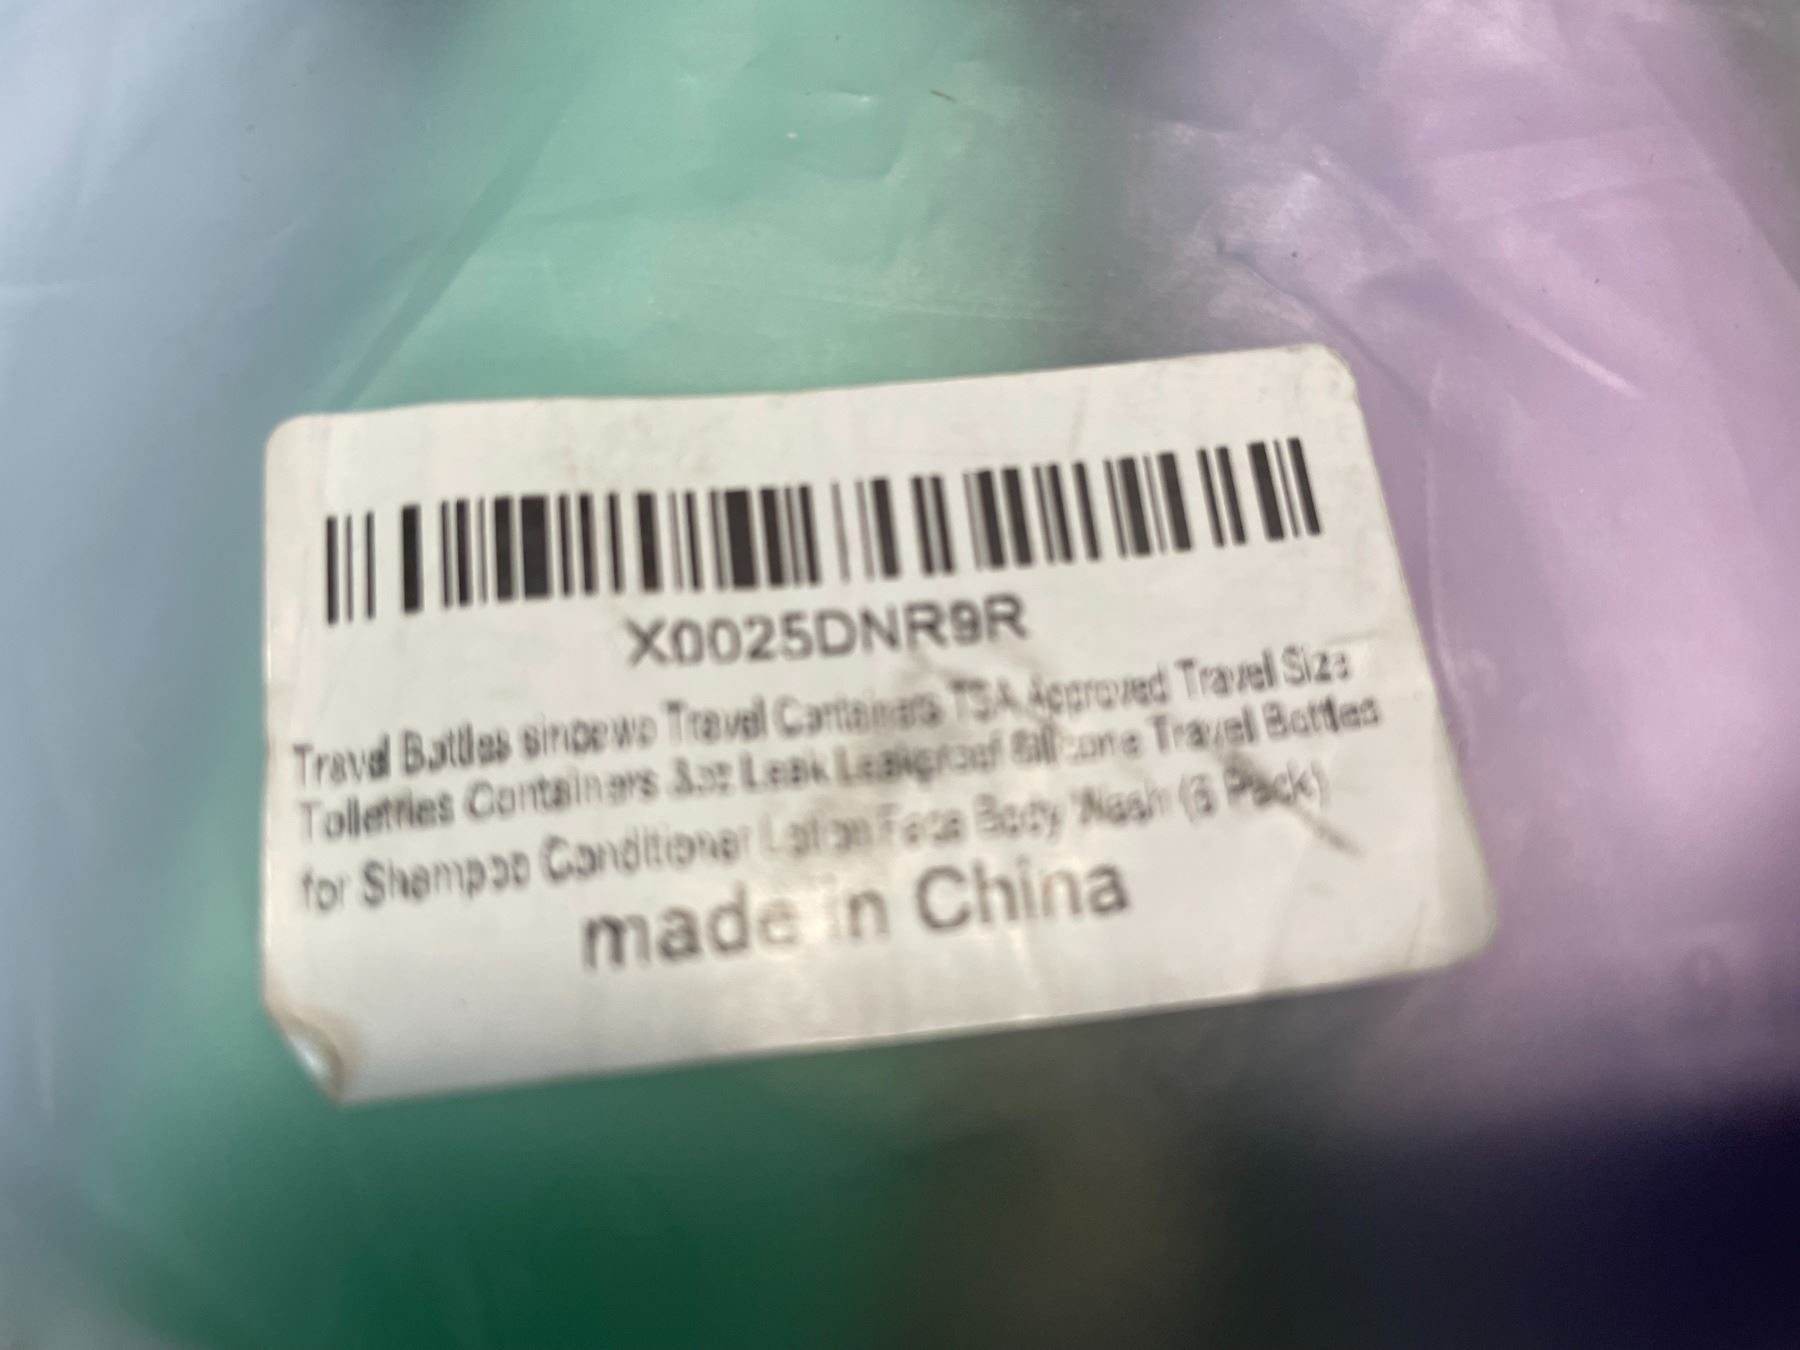 X0025DNR9R
Travel Bottles Travel Containers TSA Approved Travel Size
Toiletries Containers Leak Leakproof Silicone Travel Bottles
for Shampoo Conditioner Lotion Face Body Wash Pack)
made in China